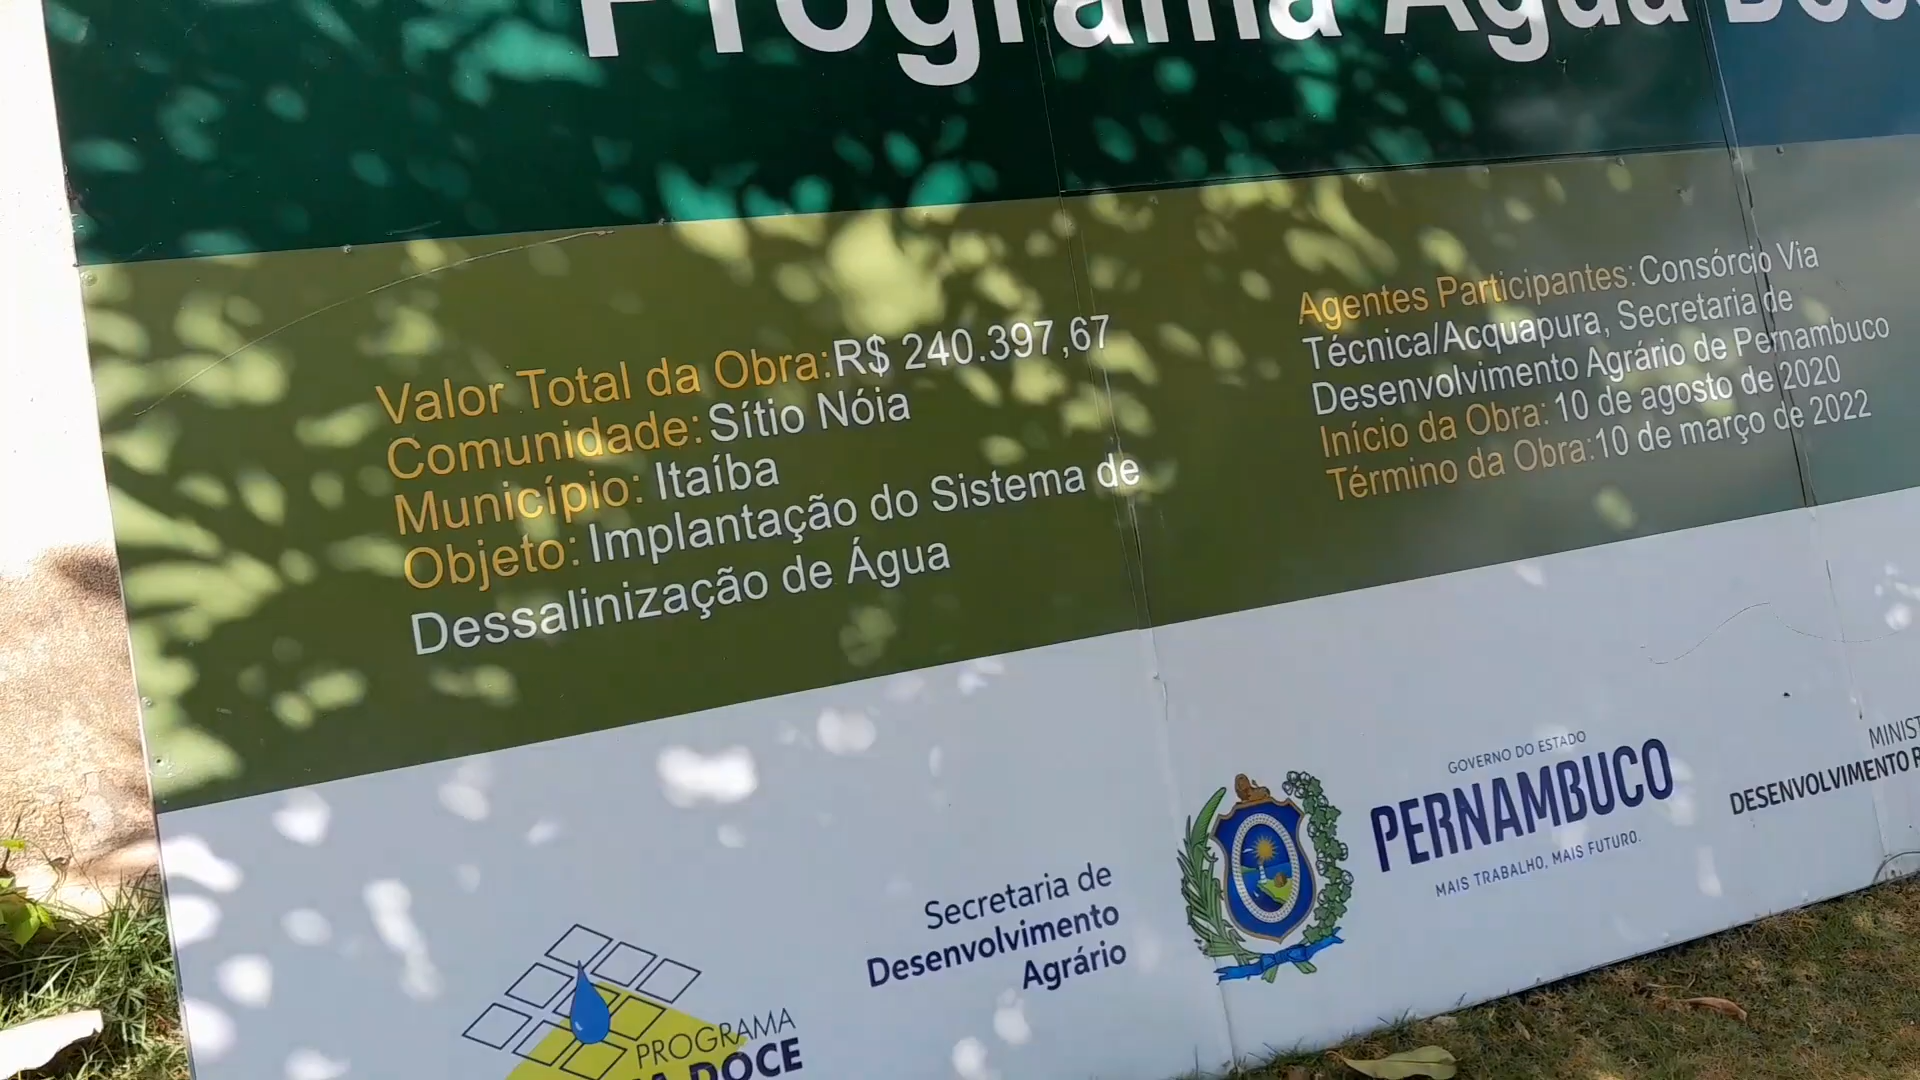 Programa Água Doce
Valor Total da Obra: R$ 240.397,67
Comunidade: Sítio Nóia
Município: Itaíba
Objeto: Implantação do Sistema de
Dessalinização de Água
Agentes Participantes: Consórcio Via
Técnica/Acquapura, Secretaria de
Desenvolvimento Agrário de Pernambuco
Início da Obra: 10 de agosto de 2020
Término da Obra: 10 de março de 2022
PROGRAMA
DOCE
Secretaria de
Desenvolvimento
Agrário
GOVERNO DO ESTADO
PERNAMBUCO
MAIS TRABALHO, MAIS FUTURO.
DESENVOLVIMENTO